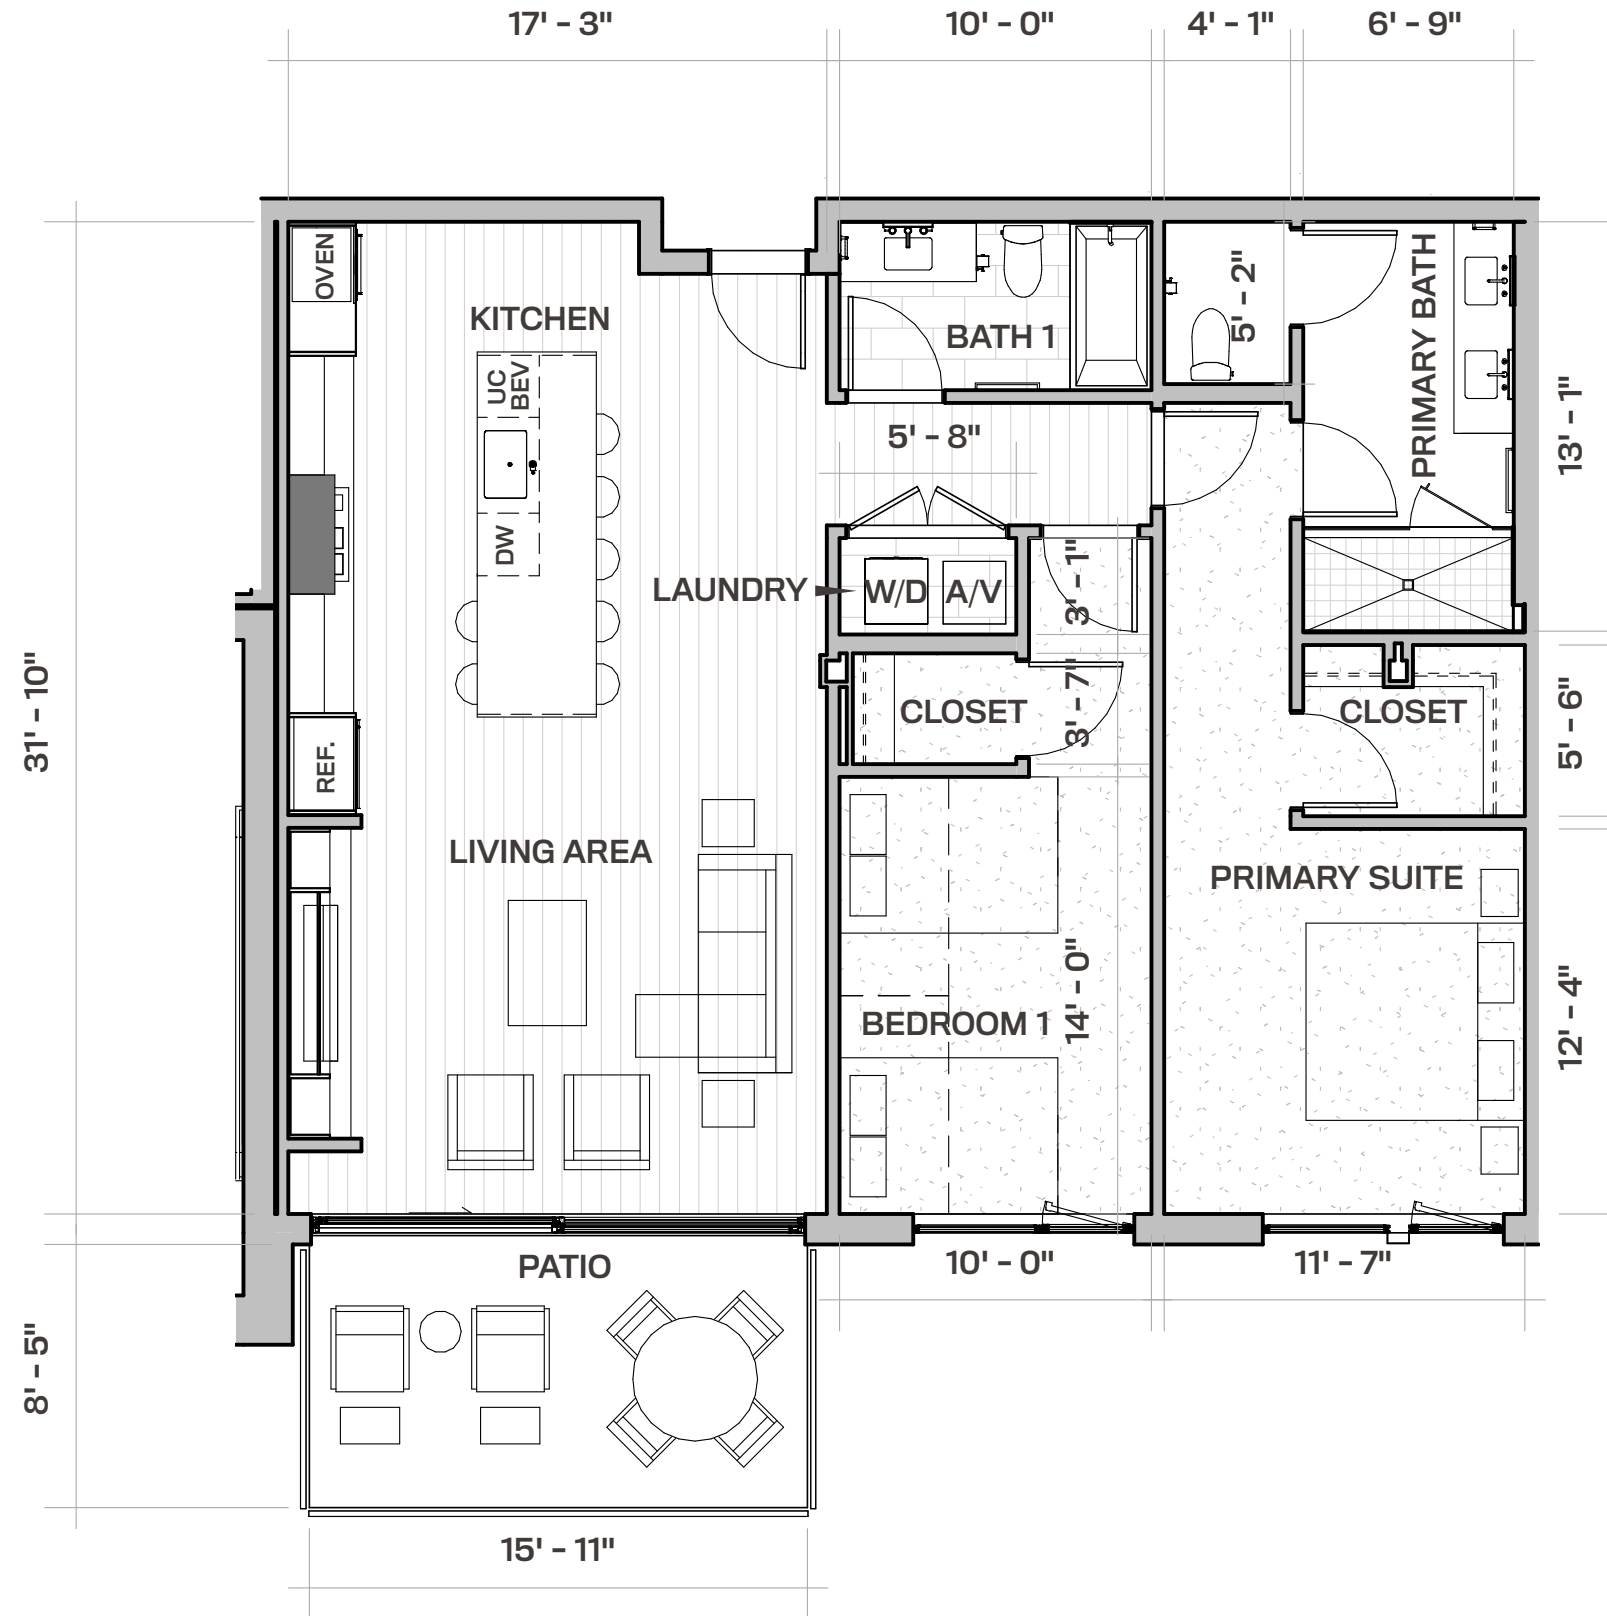 17' - 3"
10' - 0"
4' - 1"
6' - 9"
OVEN
KITCHEN
5' - 2"
PRIMARY BATH
BATH 1
UC
BEV
5' - 8"
13' - 1"
DW
LAUNDRY
W/D
A/V
3' - 1"
31' - 10"
3' - 7"
CLOSET
CLOSET
5' - 6"
REF.
LIVING AREA
PRIMARY SUITE
14' - 0"
BEDROOM 1
12' - 4"
PATIO
10' - 0"
11' - 7"
8' - 5"
15' - 11"